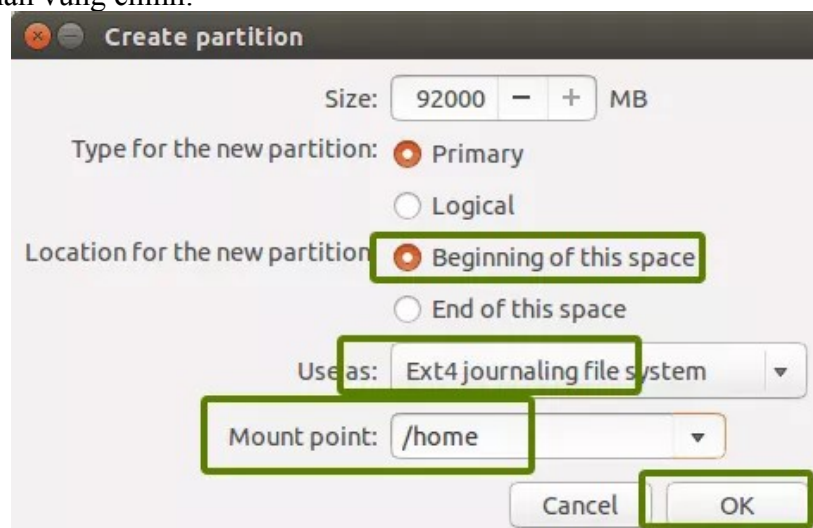 Create partition
Size: 92000 − + MB
Type for the new partition: Primary
Logical
Location for the new partition Beginning of this space
End of this space
Use as: Ext4 journaling file system
Mount point: /home
Cancel OK